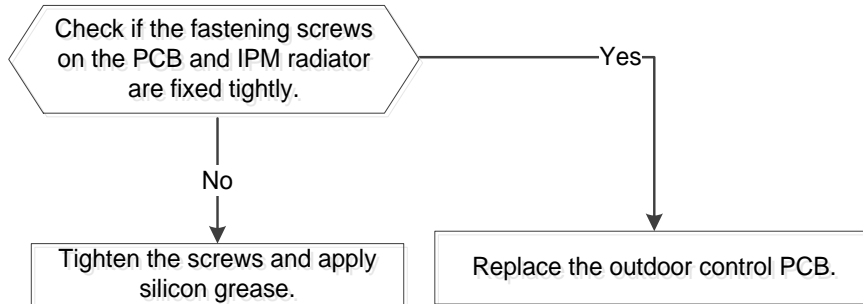 Check if the fastening screws
on the PCB and IPM radiator
are fixed tightly.
Yes
No
Tighten the screws and apply
silicon grease.
Replace the outdoor control PCB.